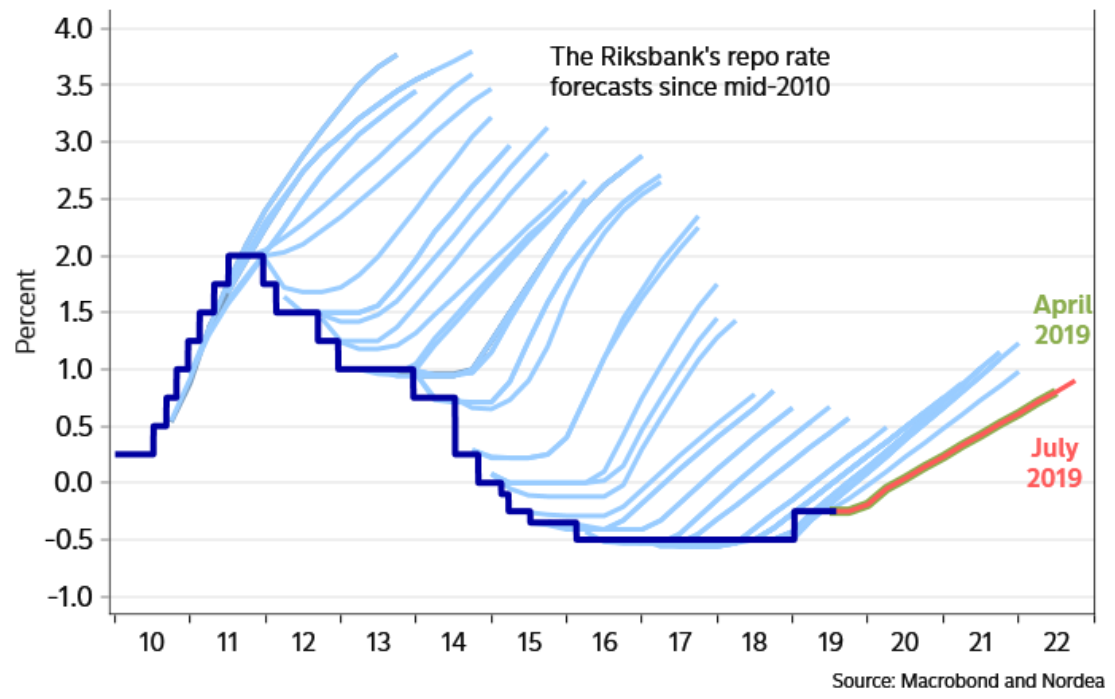 The Riksbank's repo rate
forecasts since mid-2010
Percent
4.0
3.5
3.0
2.5
2.0
1.5
1.0
0.5
0.0
-0.5
-1.0
April
2019
July
2019
10 11 12 13 14 15 16 17 18 19 20 21 22
Source: Macrobond and Nordea